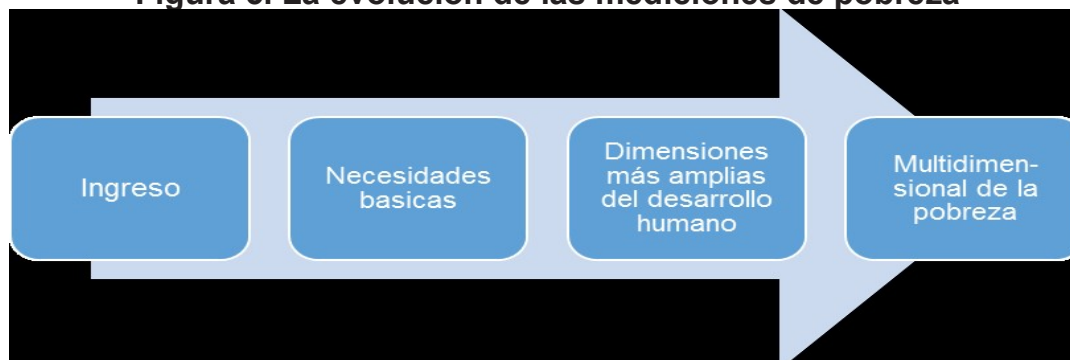 Figura La evolución de las mediciones de pobreza
Ingreso
Necesidades
basicas
Dimensiones
más amplias
del desarrollo
humano
Multidimen-
sional de la
pobreza